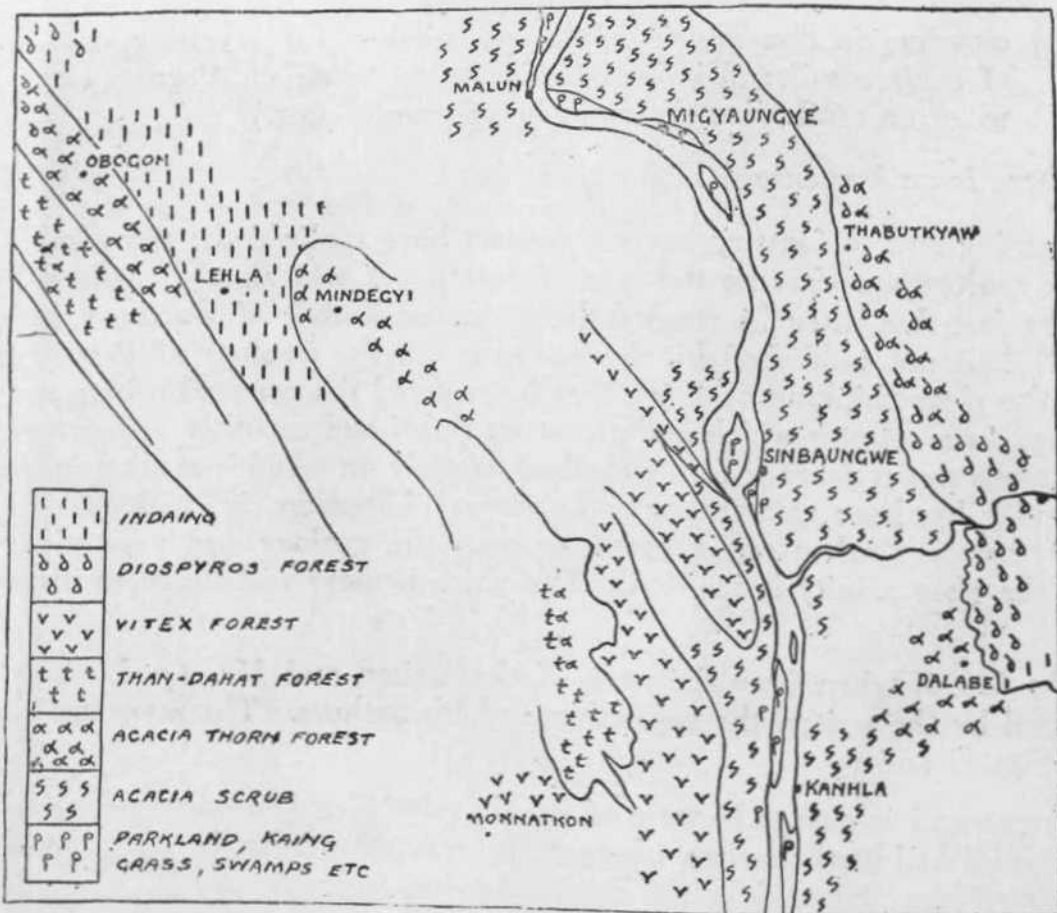 MALUN
MIGYAUNGYE
OBOGON
THABUTKYAW
LEHLA
MINDEGYI
SINBAUNGWE
INDAING
DIOSPYROS FOREST
VITEX FOREST
THAN-DAHAT FOREST
DALABE
ACACIA THORN FOREST
KANHLA
ACACIA SCRUB
MOKNATKON
PARKLAND, KAING
GRASS, SWAMPS ETC